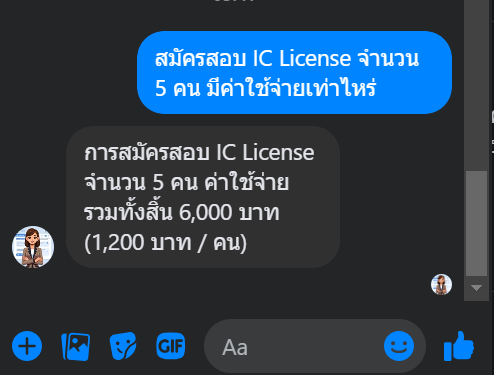 สมัครสอบ IC License จำนวน
5 คน มีค่าใช้จ่ายเท่าไหร่
การสมัครสอบ IC License
จำนวน 5 คน ค่าใช้จ่าย
รวมทั้งสิ้น 6,000 บาท
(1,200 บาท / คน)
GIF
Aa